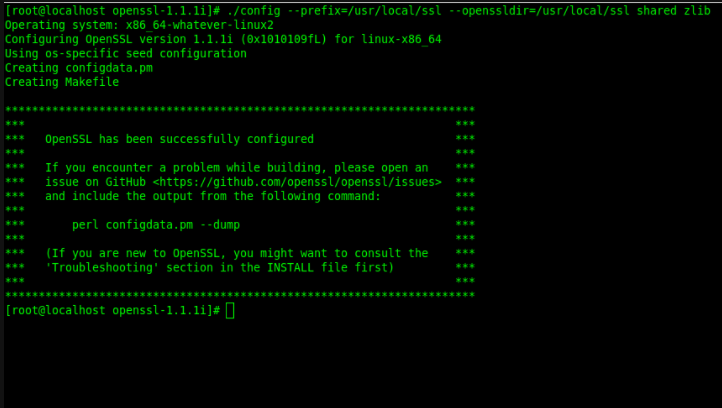 [root@localhost openssl-1.1.1i]# ./config --prefix=/usr/local/ssl --openssldir=/usr/local/ssl shared zlib
Operating system: x86_64-whatever-linux2
Configuring OpenSSL version 1.1.1i (0x1010109fL) for linux-x86_64
Using os-specific seed configuration
Creating configdata.pm
Creating Makefile

**********************************************************************
***                                                                ***
***   OpenSSL has been successfully configured                     ***
***                                                                ***
***   If you encounter a problem while building, please open an    ***
***   issue on GitHub <https://github.com/openssl/openssl/issues>  ***
***   and include the output from the following command:           ***
***                                                                ***
***       perl configdata.pm --dump                                ***
***                                                                ***
***   (If you are new to OpenSSL, you might want to consult the    ***
***   'Troubleshooting' section in the INSTALL file first)         ***
***                                                                ***
**********************************************************************
[root@localhost openssl-1.1.1i]#